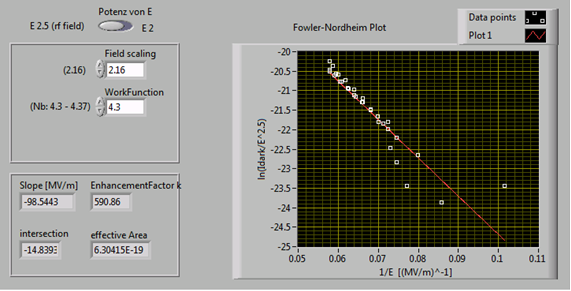 Potenz von E
E 2.5 (rf field)
E 2
Field scaling
(2.16)
2.16
WorkFunction
(Nb: 4.3 - 4.37)
4.3
Slope [MV/m]
EnhancementFactor k
-98.5443
590.86
intersection
effective Area
-14.839
6.30415E-19
Fowler-Nordheim Plot
Data points
Plot 1
ln(Idark/E^2.5)
-20
-20.5
-21
-21.5
-22
-22.5
-23
-23.5
-24
-24.5
-25
0.05
0.06
0.07
0.08
0.09
0.10
0.11
1/E [(MV/m)^-1]